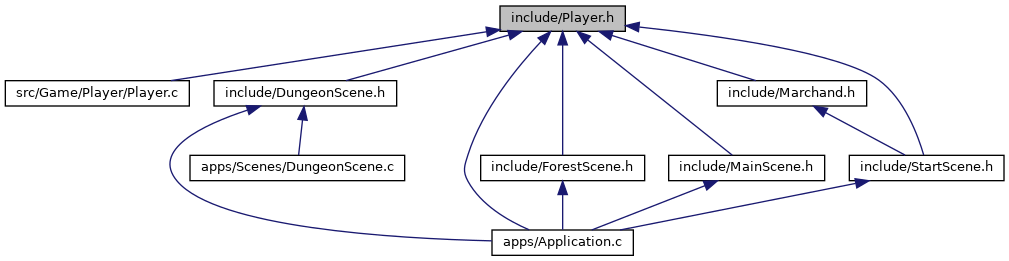 include/Player.h
src/Game/Player/Player.c
include/DungeonScene.h
include/Marchand.h
apps/Scenes/DungeonScene.c
include/ForestScene.h
include/MainScene.h
include/StartScene.h
apps/Application.c